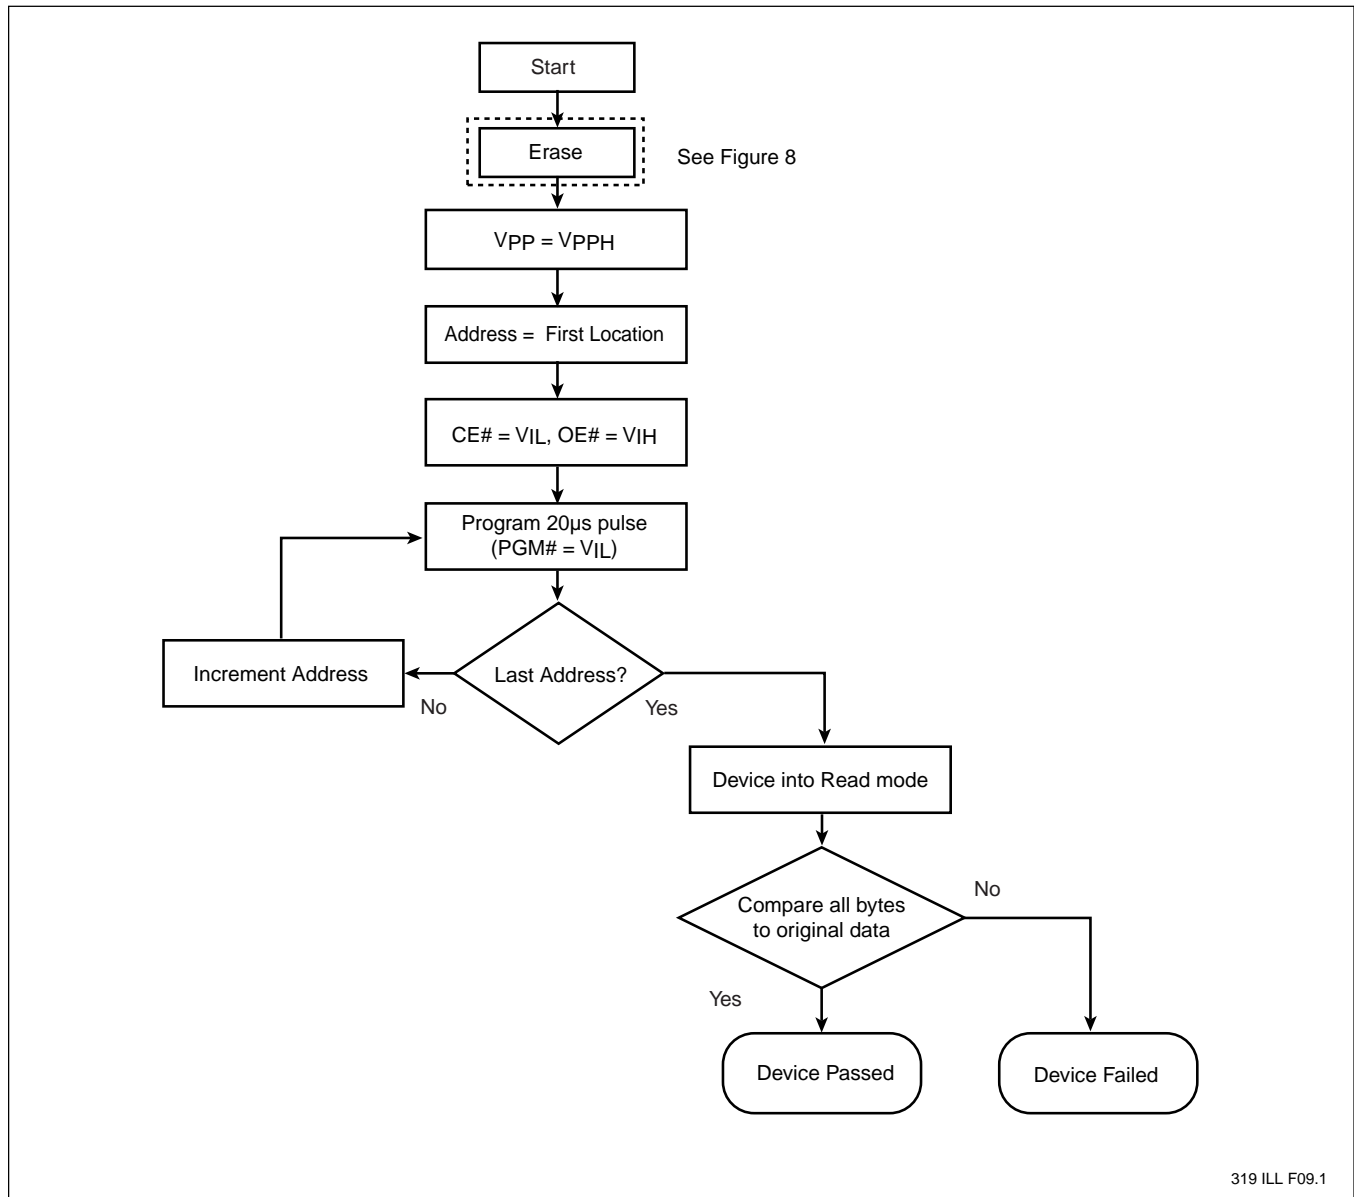 Start
Erase
See Figure 8
VPP = VPPH
Address = First Location
CE# = VIL, OE# = VIH
Program 20µs pulse
(PGM# = VIL)
Last Address?
Increment Address
No
Yes
Device into Read mode
Compare all bytes
to original data
No
Yes
Device Passed
Device Failed
319 ILL F09.1